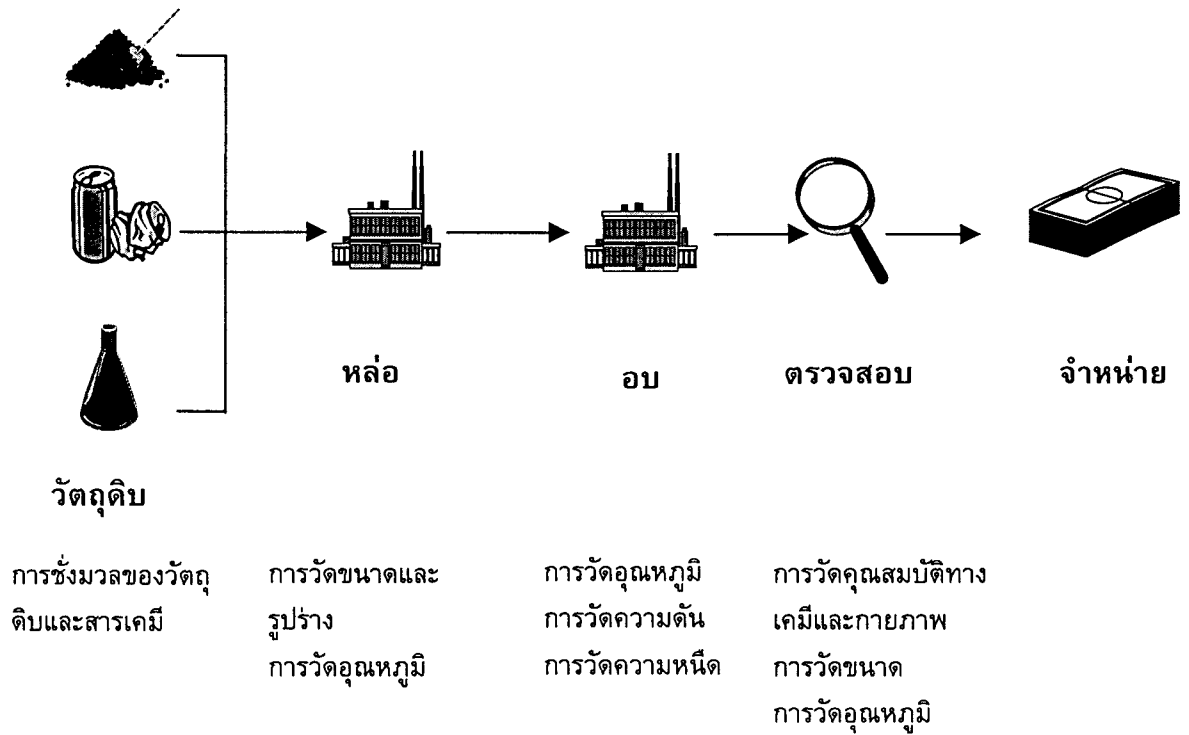 หล่อ
อบ
ตรวจสอบ
จำหน่าย
วัตถุดิบ
การชั่งมวลของวัตถุ
ดิบและสารเคมี
การวัดขนาดและ
รูปร่าง
การวัดอุณหภูมิ
การวัดอุณหภูมิ
การวัดความดัน
การวัดความหนืด
การวัดคุณสมบัติทาง
เคมีและกายภาพ
การวัดขนาด
การวัดอุณหภูมิ